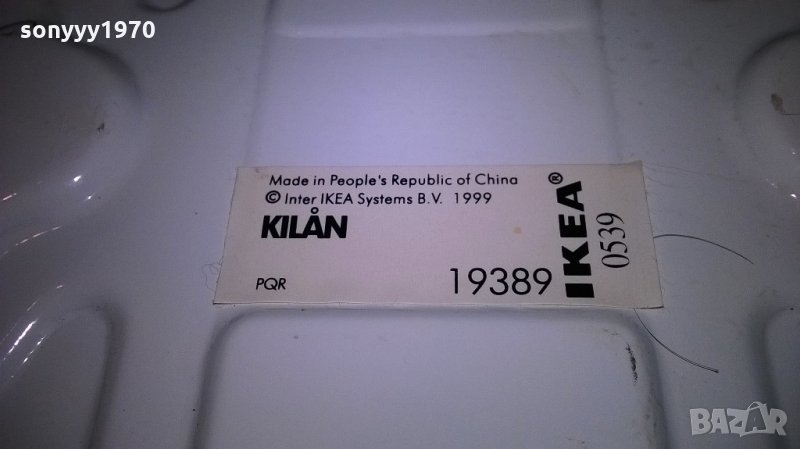 sonyyy1970
Made in People's Republic of China
© Inter IKEA Systems B.V. 1999
KILÅN
PQR
19389
IKEA®
0539
BAZAR